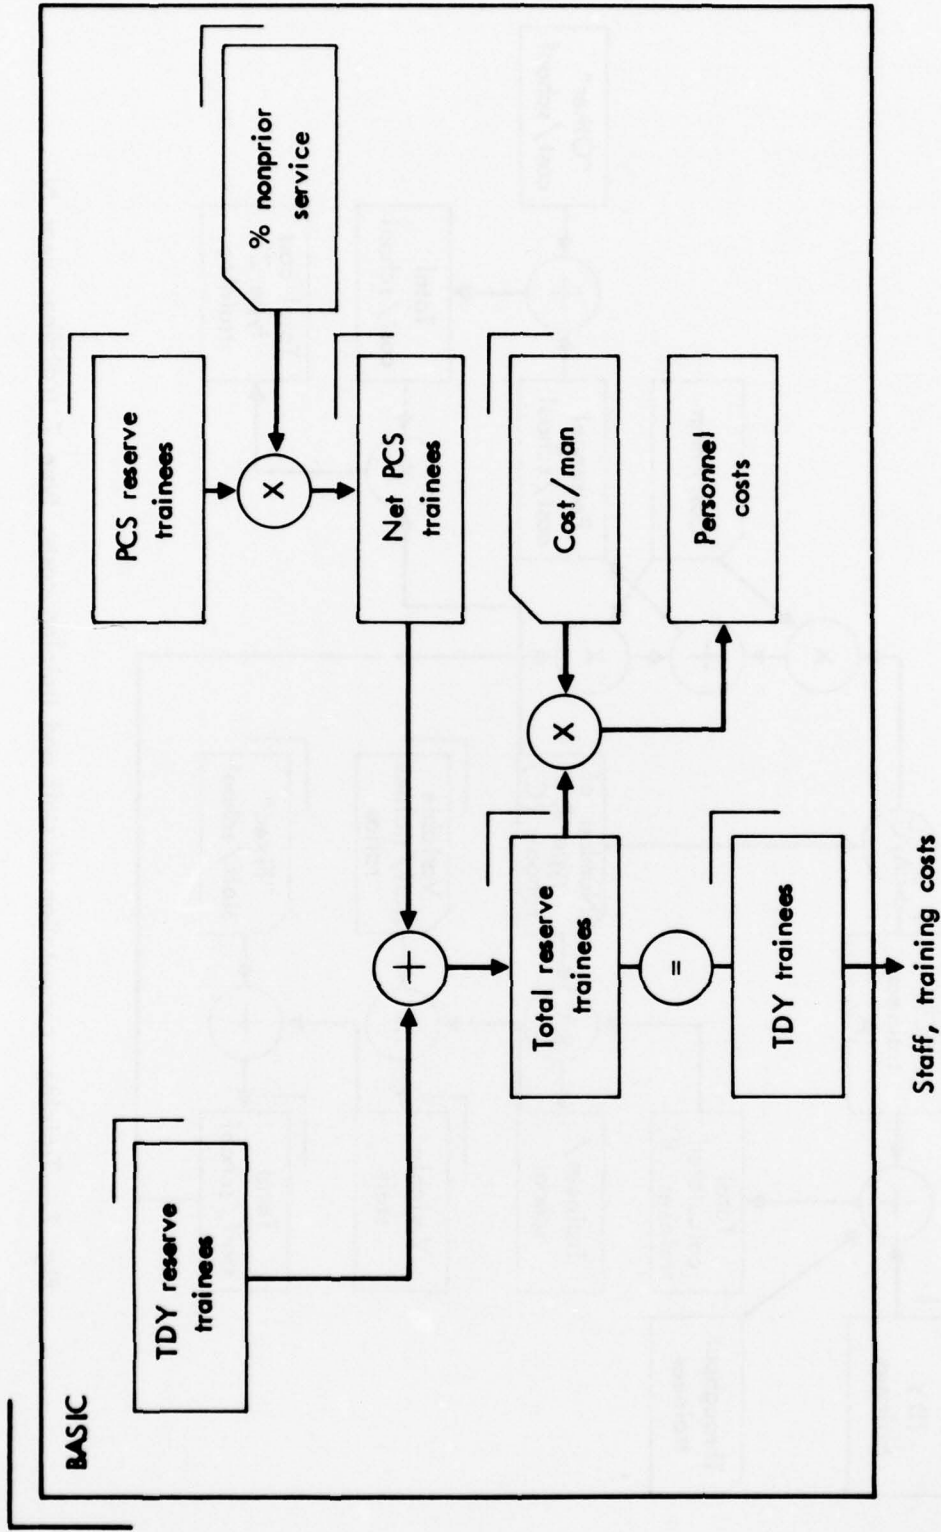 BASIC
TDY reserve
trainees
PCS reserve
trainees
% nonprior
service
X
Net PCS
trainees
+
Total reserve
trainees
X
Cost/man
Personnel
costs
=
TDY trainees
Staff, training costs